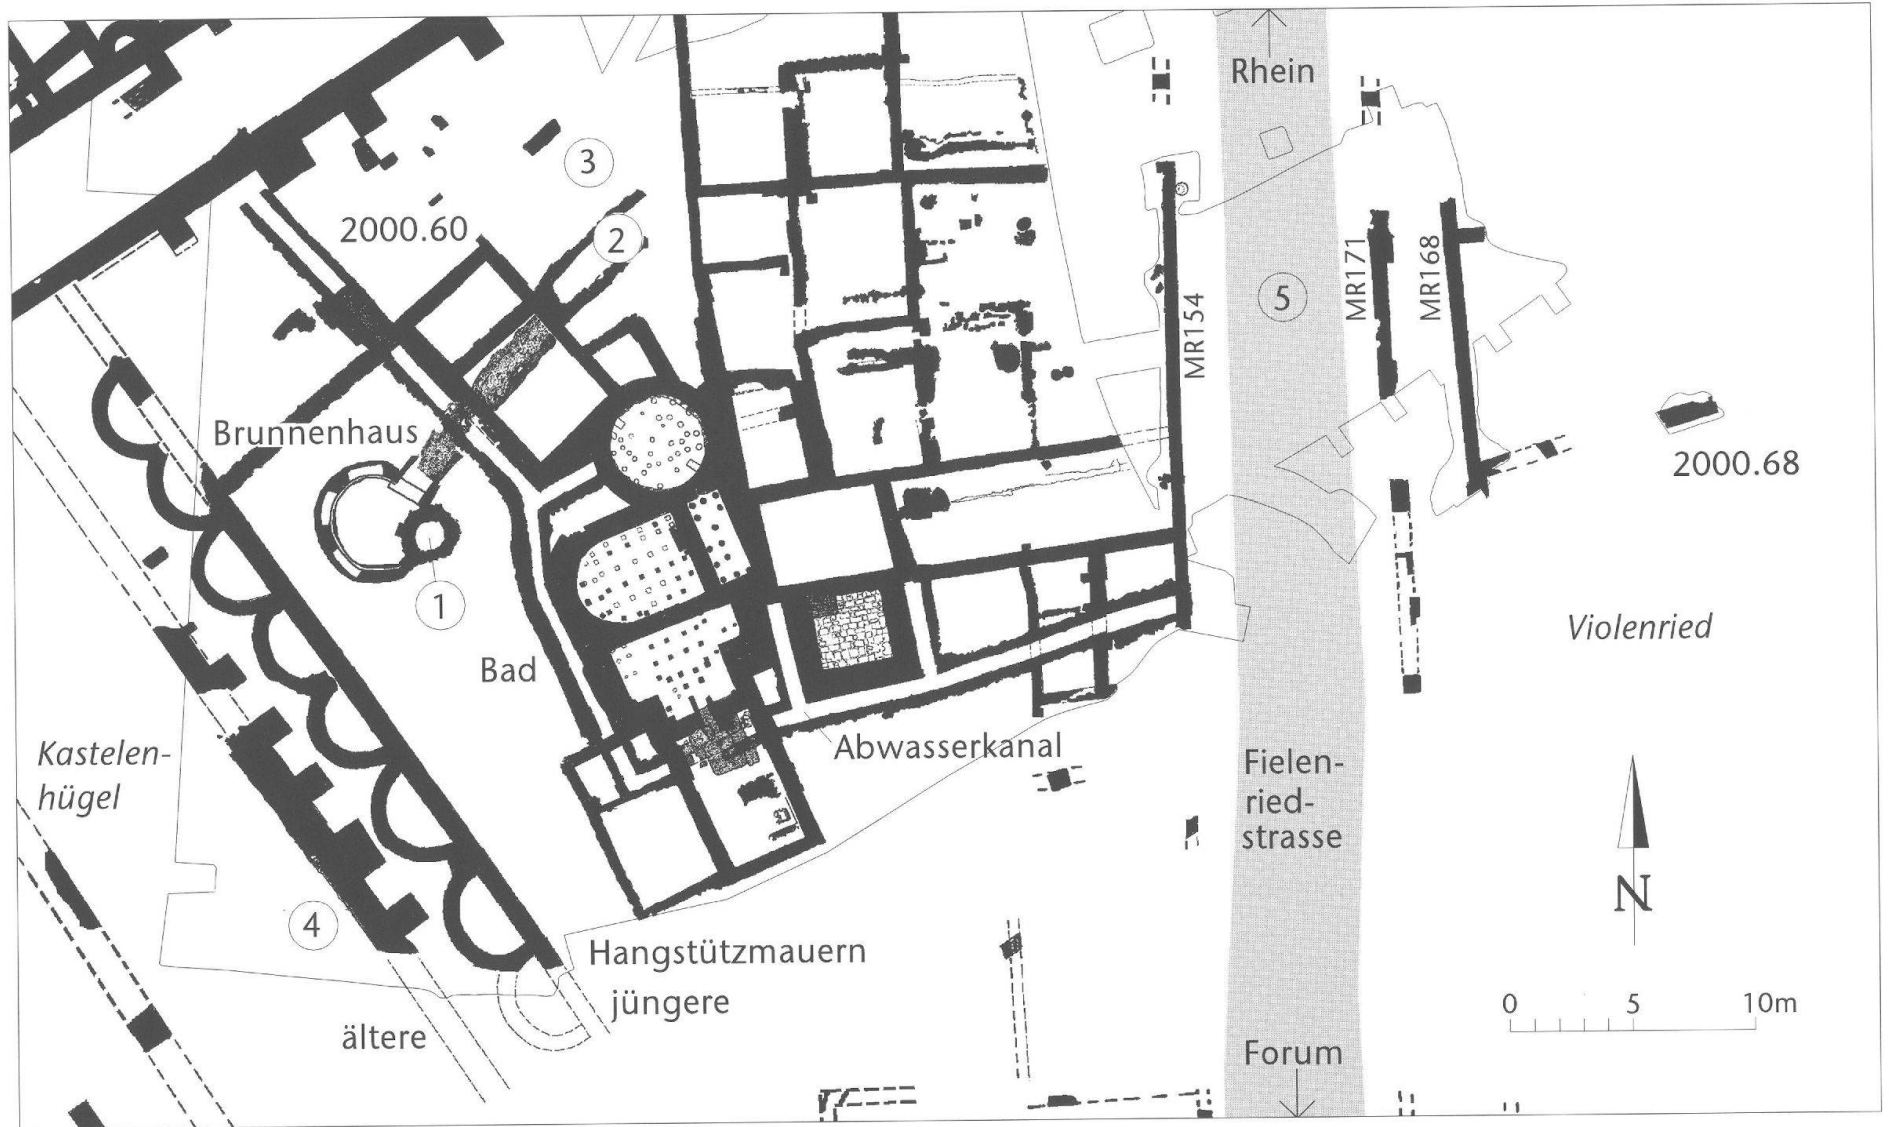 Rhein
3
2000.60
2
MR171
MR168
5
MR154
Brunnenhaus
2000.68
1
Violenried
Bad
Kastelen-
hügel
Abwasserkanal
Fielen-
ried-
strasse
N
4
Hangstützmauern
jüngere
ältere
0 5 10m
Forum